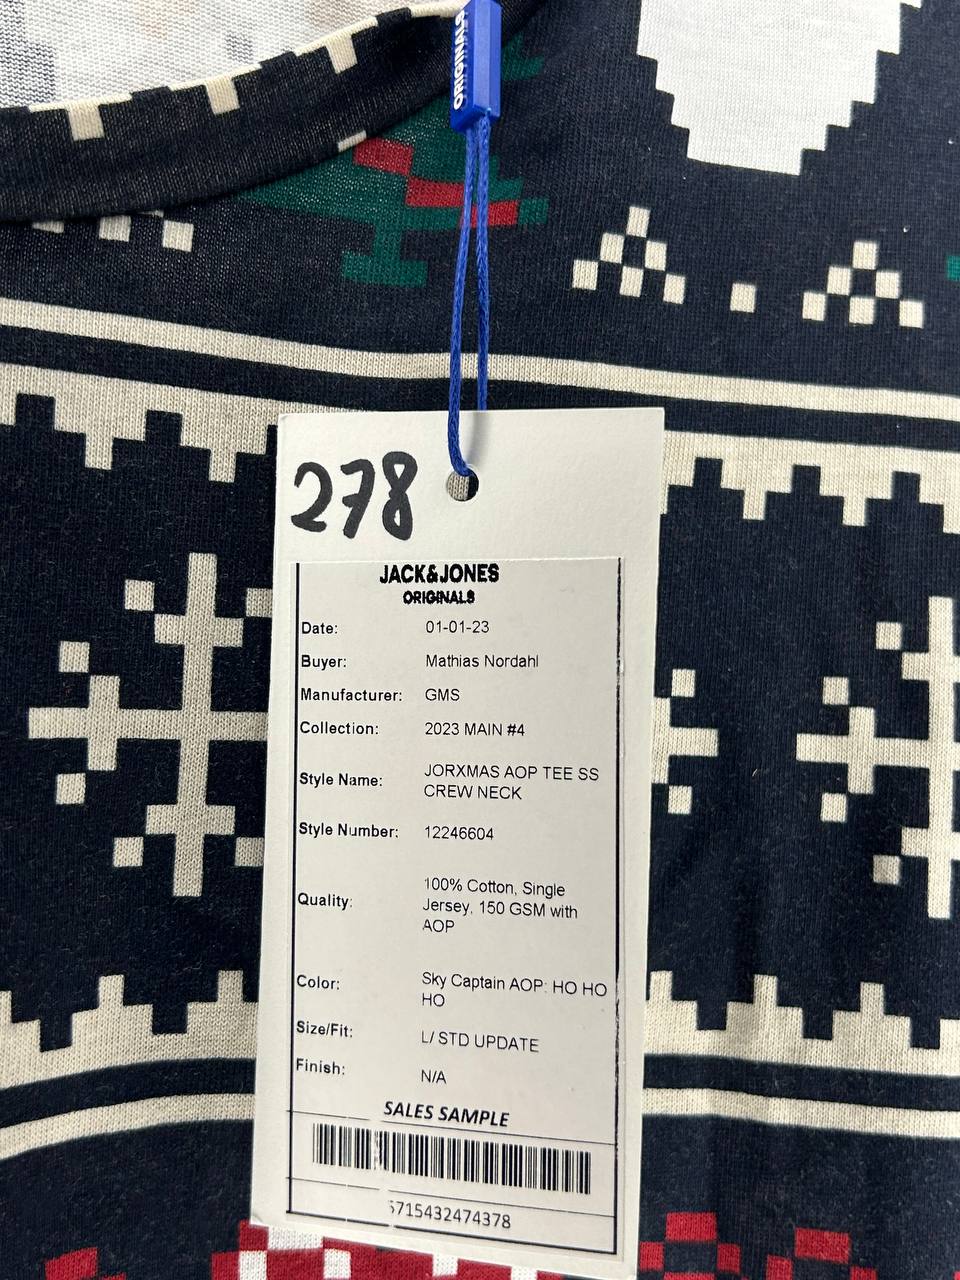 ORIGINALS
278
JACK&JONES
ORIGINALS
Date: 01-01-23
Buyer: Mathias Nordahl
Manufacturer: GMS
Collection: 2023 MAIN #4
Style Name: JORXMAS AOP TEE SS
CREW NECK
Style Number: 12246604
Quality: 100% Cotton, Single
Jersey, 150 GSM with
AOP
Color: Sky Captain AOP: HO HO
HO
Size/Fit: L/ STD UPDATE
Finish: N/A
SALES SAMPLE
5715432474378